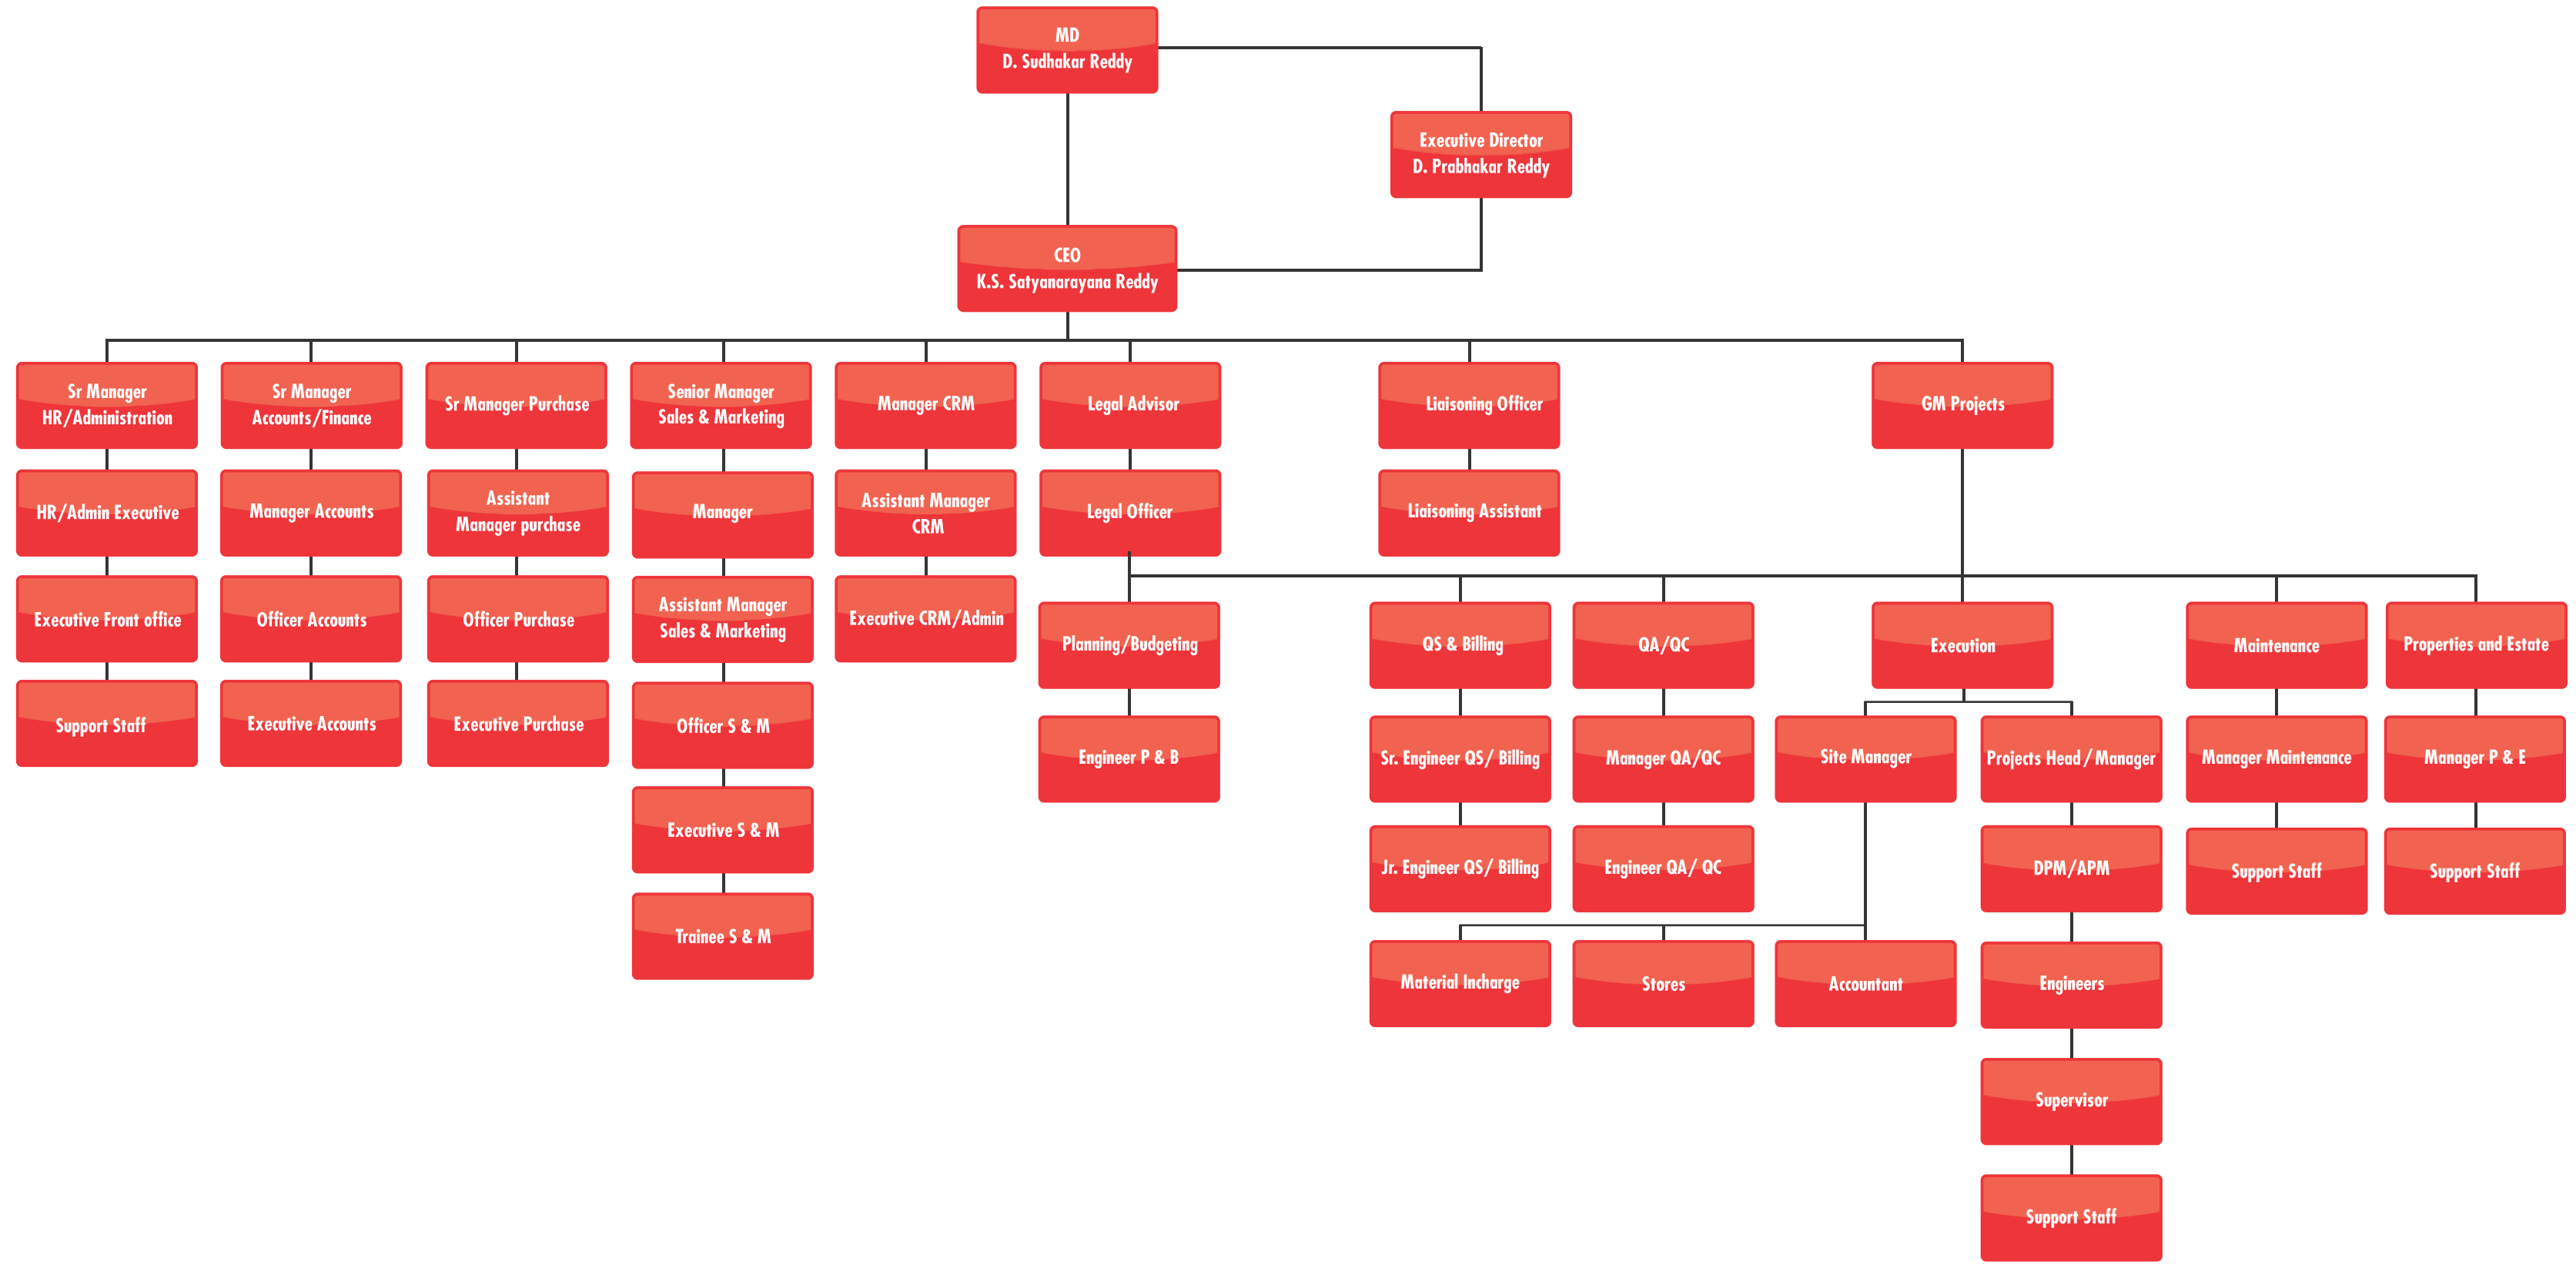 MD
D. Sudhakar Reddy
Executive Director
D. Prabhakar Reddy
CEO
K.S. Satyanarayana Reddy
Sr Manager
HR/Administration
Sr Manager
Accounts/Finance
Sr Manager Purchase
Senior Manager
Sales & Marketing
Manager CRM
Legal Advisor
Liaisoning Officer
GM Projects
HR/Admin Executive
Manager Accounts
Assistant
Manager purchase
Manager
Assistant Manager
CRM
Legal Officer
Liaisoning Assistant
Executive Front office
Officer Accounts
Officer Purchase
Assistant Manager
Sales & Marketing
Executive CRM/Admin
Planning/Budgeting
QS & Billing
QA/QC
Execution
Maintenance
Properties and Estate
Support Staff
Executive Accounts
Executive Purchase
Officer S & M
Engineer P & B
Sr. Engineer QS/ Billing
Manager QA/QC
Site Manager
Projects Head/Manager
Manager Maintenance
Manager P & E
Executive S & M
Jr. Engineer QS/ Billing
Engineer QA/ QC
DPM/APM
Support Staff
Support Staff
Trainee S & M
Material Incharge
Stores
Accountant
Engineers
Supervisor
Support Staff